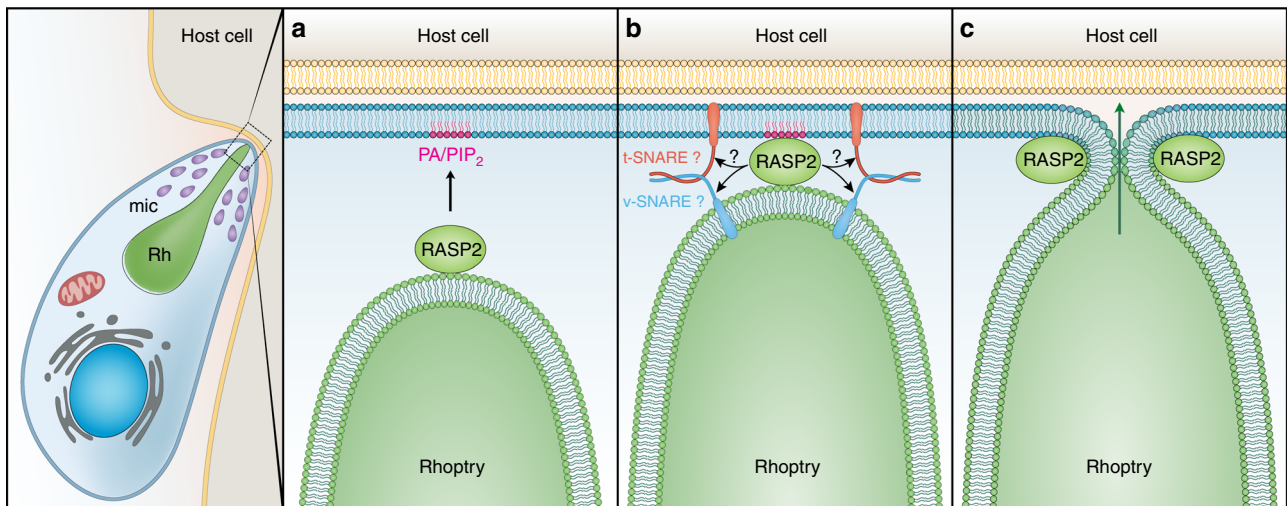 Host cell
mic
Rh
a
Host cell
PA/PIP₂
RASP2
Rhoptry
b
Host cell
t-SNARE ?
?
RASP2
?
v-SNARE ?
Rhoptry
c
Host cell
RASP2
RASP2
Rhoptry